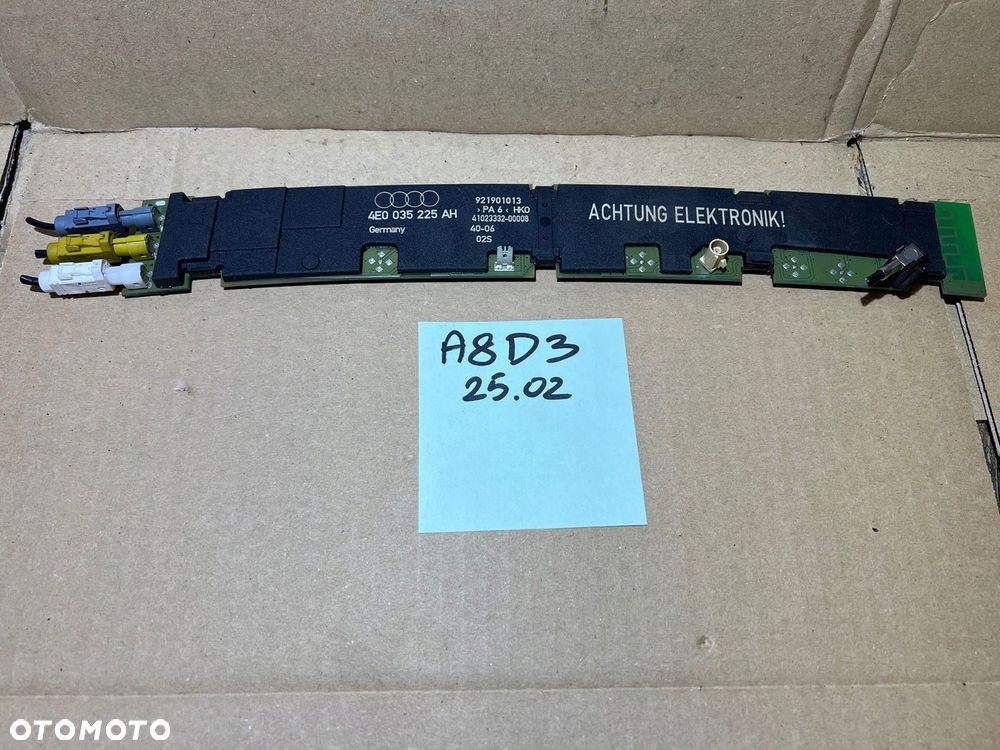 4E0 035 225 AH
Germany
921901013
› PA 6 ‹ HKO
41023332-00008
40-06
02S
ACHTUNG ELEKTRONIK!
A8D3
25.02
OTOMOTO